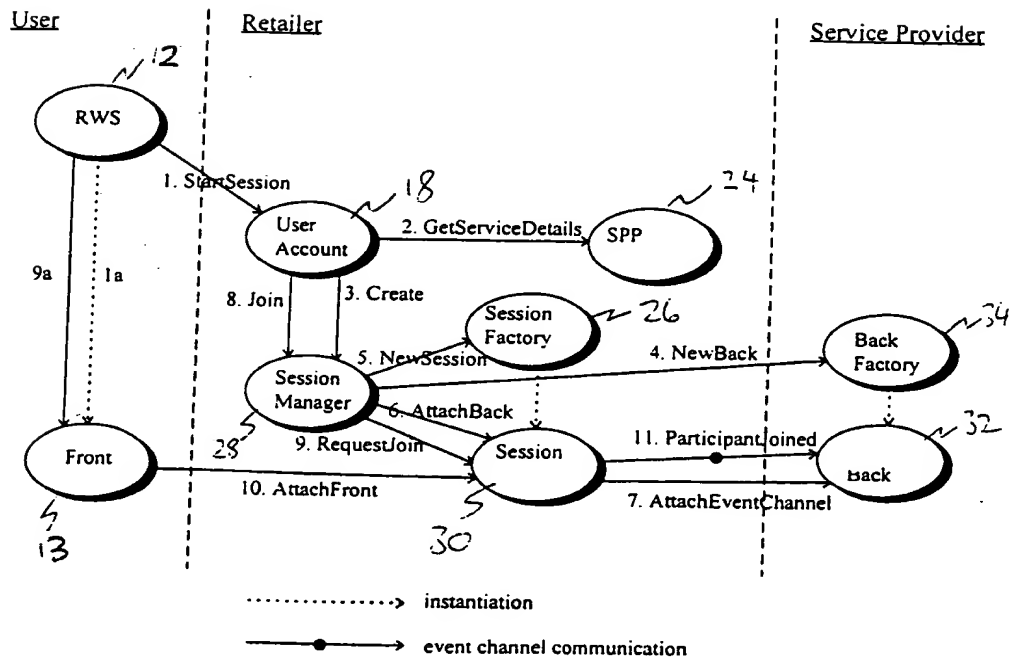 User
Retailer
Service Provider
12
RWS
1. StartSession
18
24
User
Account
2. GetServiceDetails
SPP
9a
1a
8. Join
3. Create
Session
Factory
26
34
5. NewSession
4. NewBack
Back
Factory
Session
Manager
6. AttachBack
28
9. RequestJoin
Session
11. ParticipantJoined
32
Front
10. AttachFront
Back
7. AttachEventChannel
13
30
instantiation
event channel communication